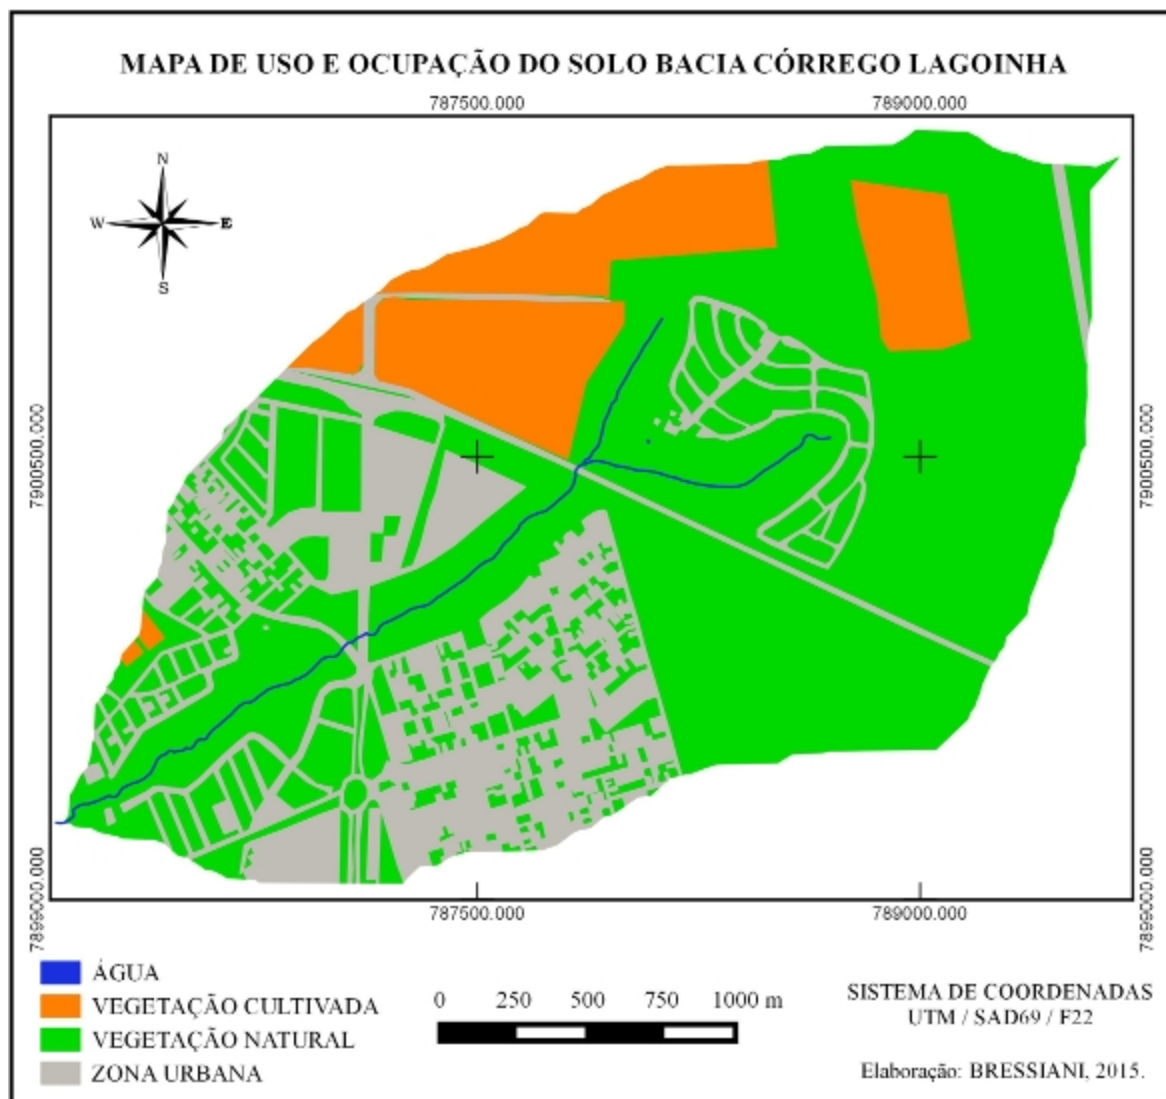 MAPA DE USO E OCUPAÇÃO DO SOLO BACIA CÓRREGO LAGOINHA
787500.000 789000.000
N
W E
S
7900500.000 7900500.000
7899000.000 7899000.000
787500.000 789000.000
ÁGUA
VEGETAÇÃO CULTIVADA
VEGETAÇÃO NATURAL
ZONA URBANA
0 250 500 750 1000 m
SISTEMA DE COORDENADAS
UTM / SAD69 / F22
Elaboração: BRESSIANI, 2015.